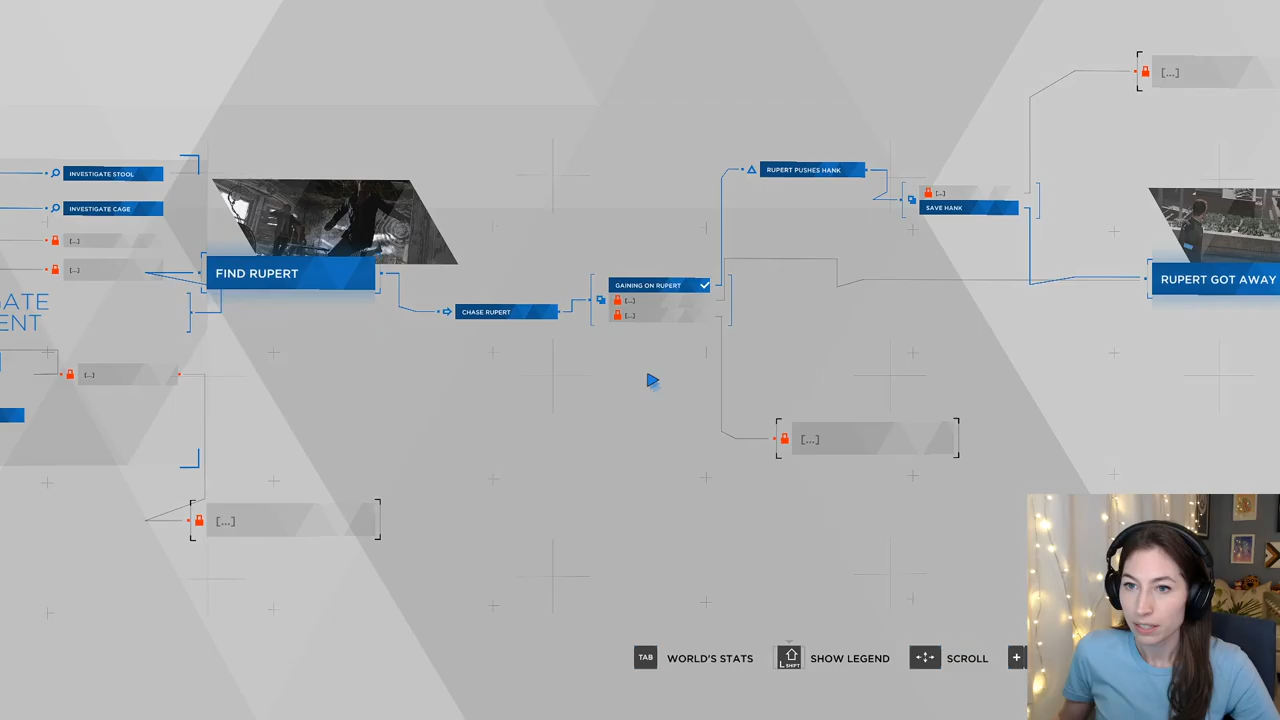 [...]
INVESTIGATE STOOL
RUPERT PUSHES HANK
[...]
INVESTIGATE CAGE
SAVE HANK
[...]
[...]
FIND RUPERT
RUPERT GOT AWAY
GAINING ON RUPERT
GATE
[...]
CHASE RUPERT
[...]
ENT
[...]
[...]
[...]
TAB WORLD'S STATS L SHIFT SHOW LEGEND SCROLL +